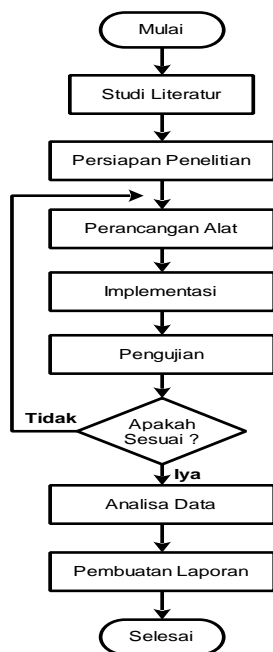 Mulai
Studi Literatur
Persiapan Penelitian
Perancangan Alat
Implementasi
Pengujian
Tidak
Apakah
Sesuai ?
Iya
Analisa Data
Pembuatan Laporan
Selesai